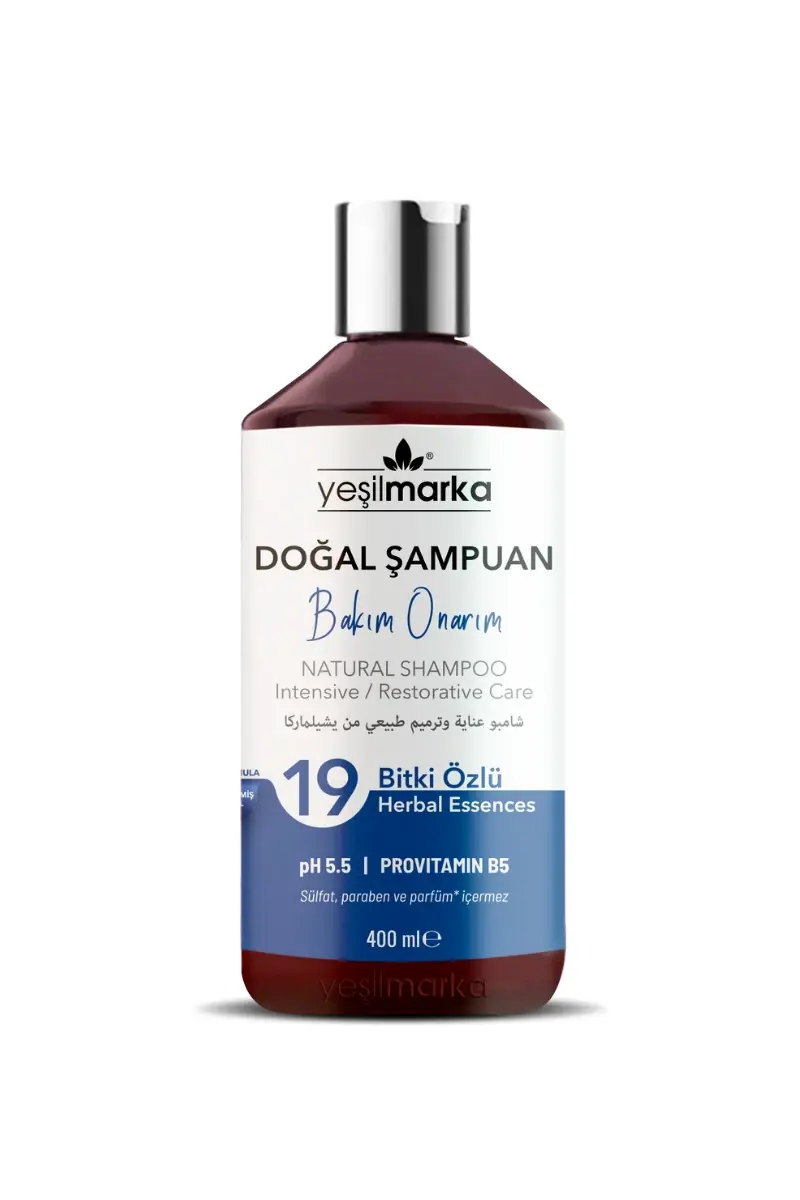 ®
yeşilmarka
DOĞAL ŞAMPUAN
Bakım Onarım
NATURAL SHAMPOO
Intensive / Restorative Care
شامبو عناية وترميم طبيعي من يشيلماركا
19
Bitki Özlü
Herbal Essences
pH 5.5 | PROVITAMIN B5
Sülfat, paraben ve parfüm* içermez
400 ml℮
yeşilmarka